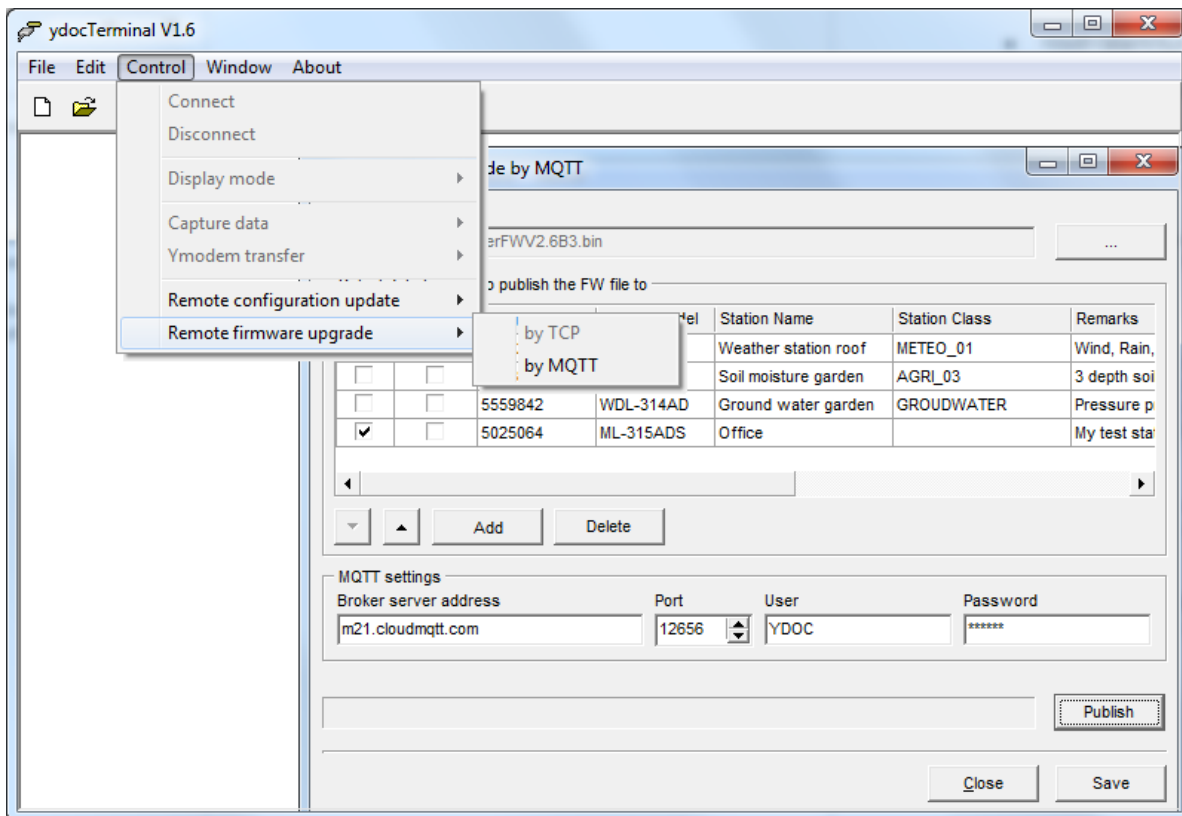 ydocTerminal V1.6
File Edit Control Window About
Connect
Disconnect
Display mode
Capture data
Ymodem transfer
Remote configuration update
Remote firmware upgrade
by TCP
by MQTT
de by MQTT
erFWV2.6B3.bin
...
o publish the FW file to
del Station Name Station Class Remarks
Weather station roof METEO_01 Wind, Rain,
Soil moisture garden AGRI_03 3 depth soi
5559842 WDL-314AD Ground water garden GROUDWATER Pressure p
5025064 ML-315ADS Office My test sta
Add Delete
MQTT settings
Broker server address Port User Password
m21.cloudmqtt.com 12656 YDOC ******
Publish
Close Save